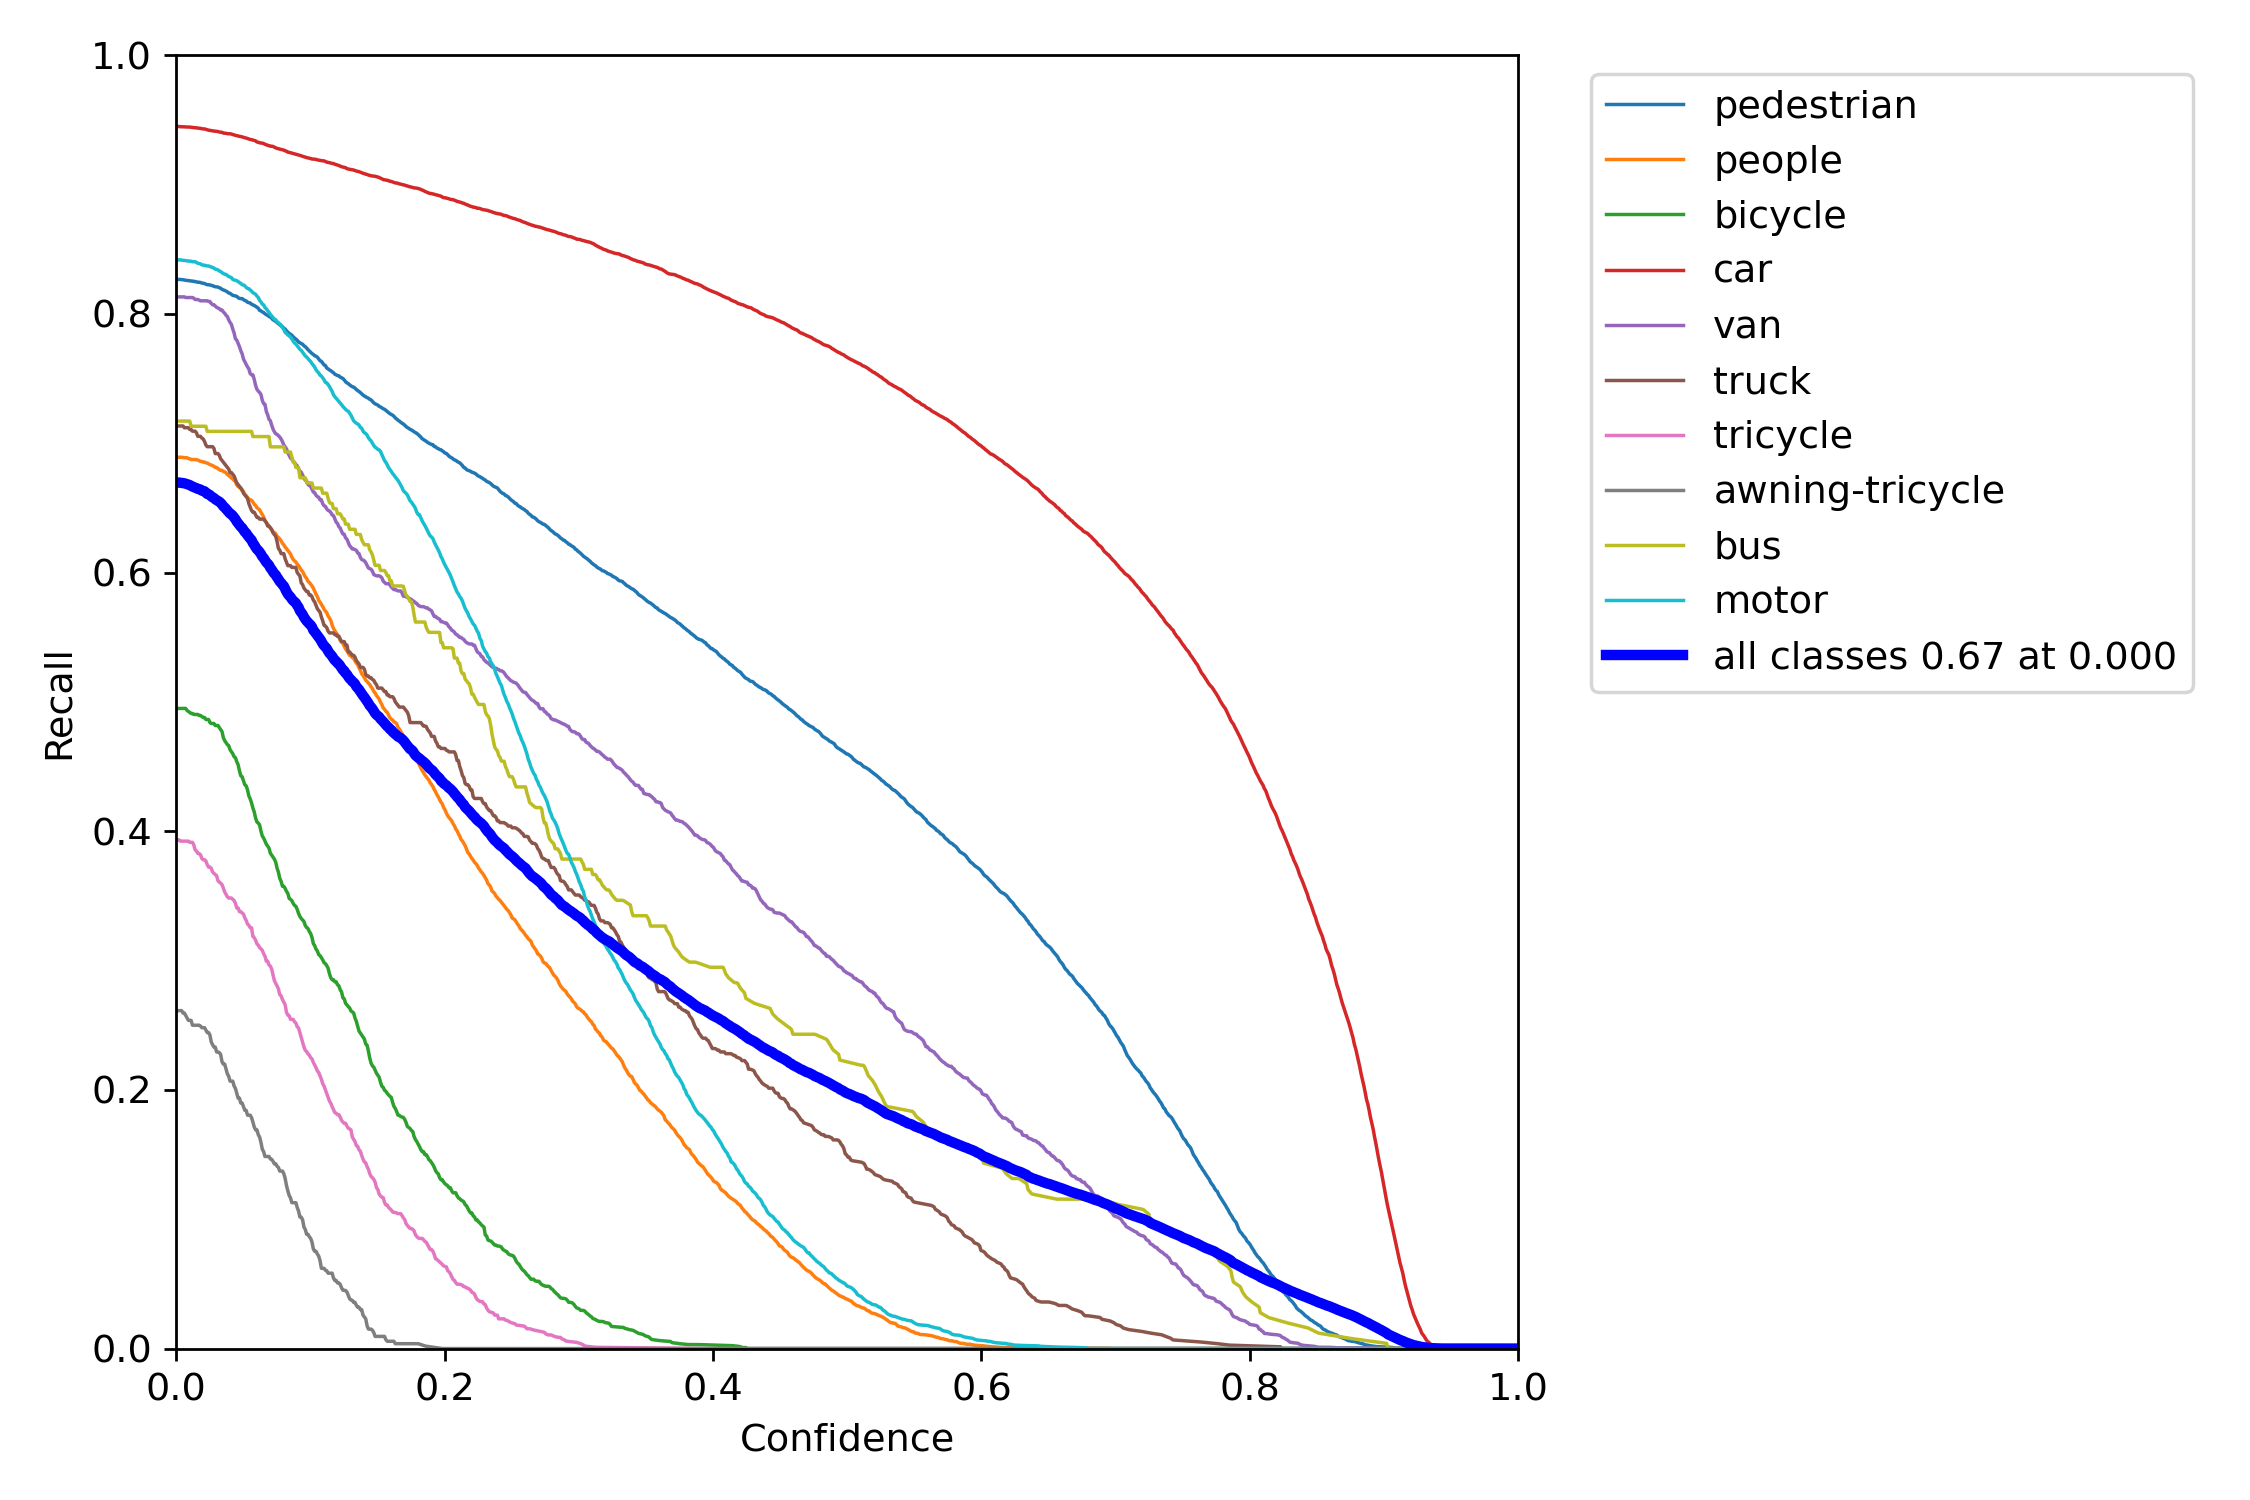 1.0
0.8
0.6
0.4
0.2
0.0
Recall
0.0 0.2 0.4 0.6 0.8 1.0
Confidence
pedestrian
people
bicycle
car
van
truck
tricycle
awning-tricycle
bus
motor
all classes 0.67 at 0.000